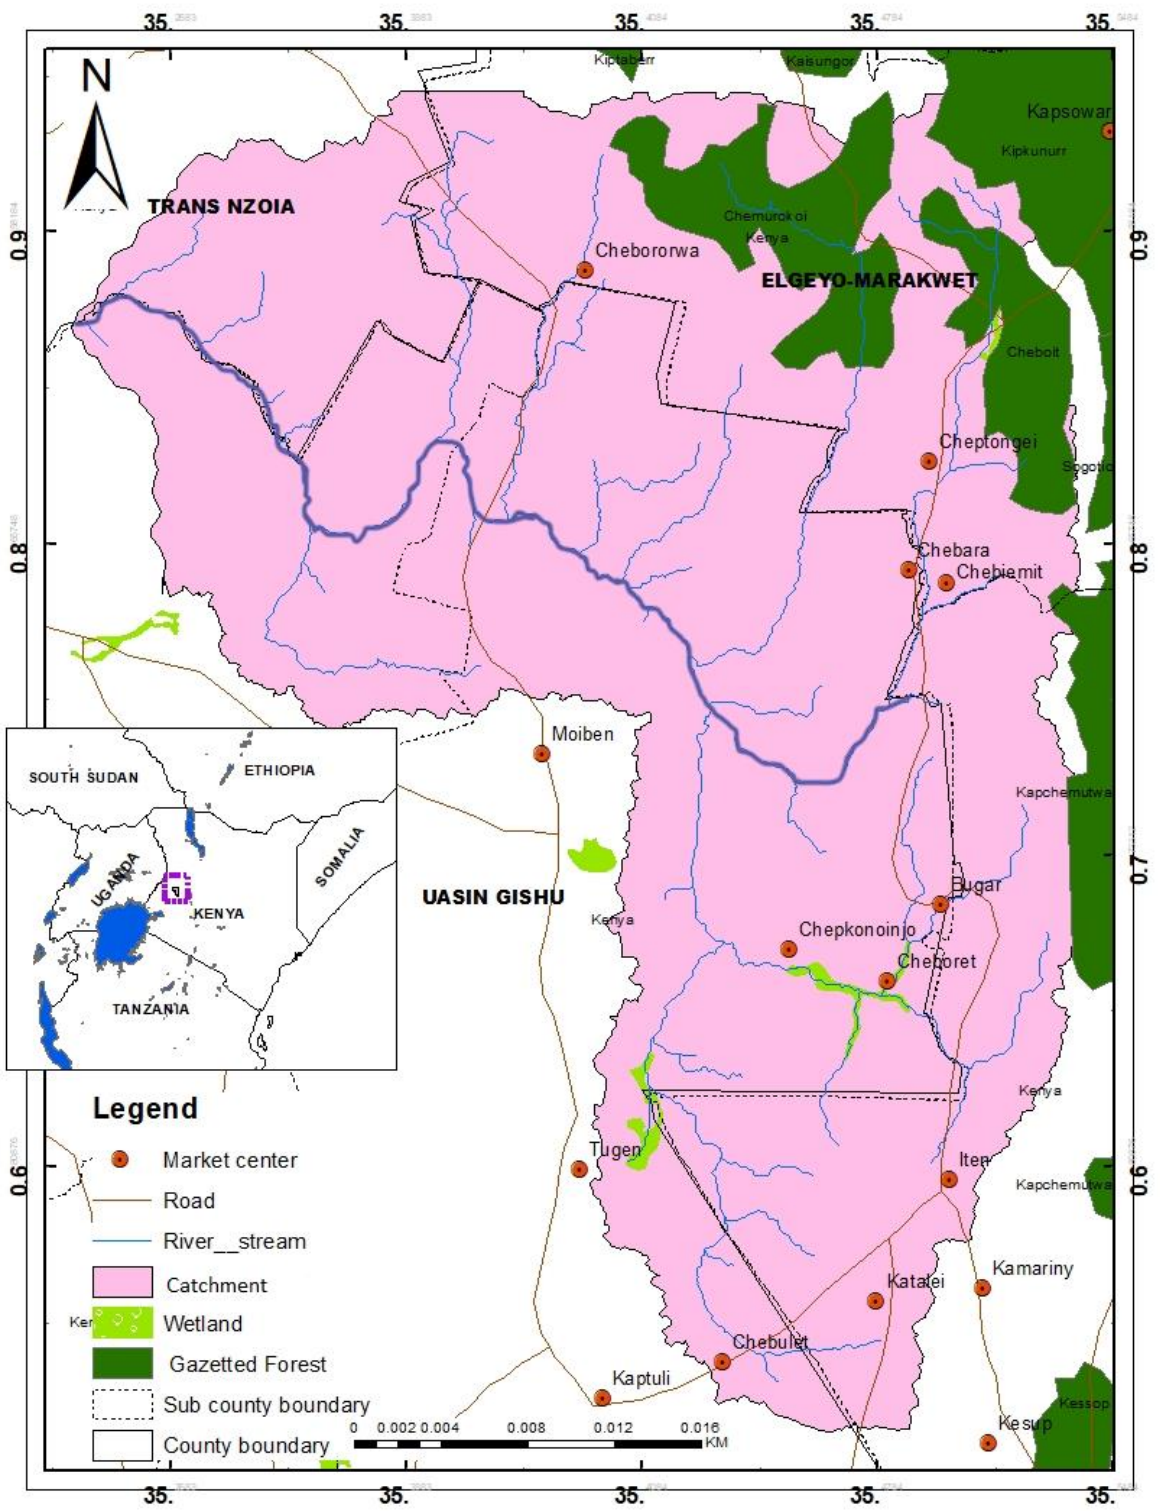 35.
35.
35.
35.
35.
Kiptaberr
Kaisungor
N
Kapsowar
Kipkunurr
TRANS NZOIA
0.9
0.9
Chemurokoi
Kenya
Chebororwa
ELGEYO-MARAKWET
Cheboit
Cheptongei
Sogotio
0.8
0.8
Chebara
Chebiemit
Moiben
SOUTH SUDAN
ETHIOPIA
Kapchemutwa
UGANDA
SOMALIA
0.7
Bugar
UASIN GISHU
KENYA
Kenya
Chepkonoinjo
Cheboret
TANZANIA
Kenya
Legend
Tugen
Iten
0.6
0.6
Market center
Kapchemutwa
Road
River__stream
Kamariny
Catchment
Katalei
Ker
Wetland
Chebulet
Gazetted Forest
Kaptuli
Kessop
Sub county boundary
Kesup
0 0.002 0.004 0.008 0.012 0.016
KM
County boundary
35.
35.
35.
35.
35.